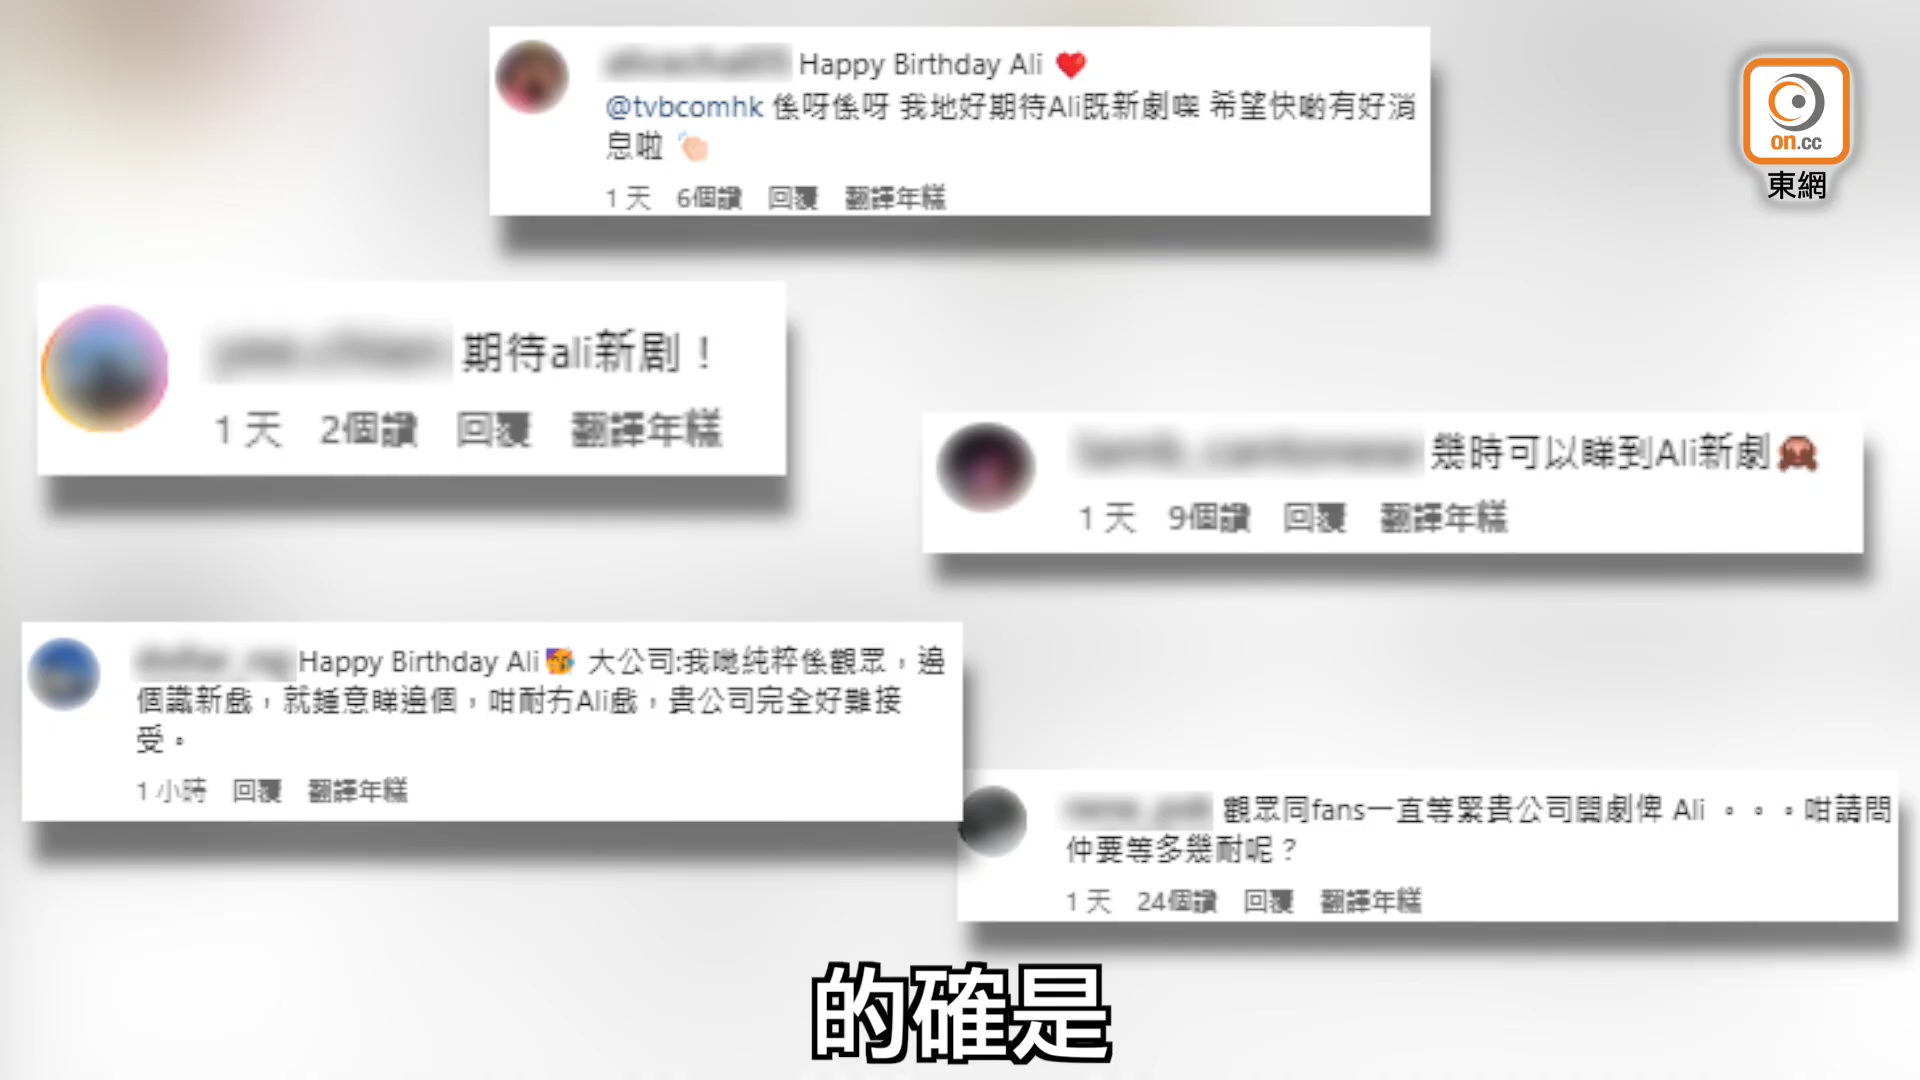 Happy Birthday Ali ❤️
@tvbcomhk 係呀係呀 我地好期待Ali既新劇㗎 希望快啲有好消
息啦 👏🏻
1 天 6個讚 回覆 翻譯年糕
on.cc
東網
期待ali新剧！
1 天 2個讚 回覆 翻譯年糕
幾時可以睇到Ali新劇🙈
1 天 9個讚 回覆 翻譯年糕
Happy Birthday Ali🥳 大公司:我哋純粹係觀眾，邊
個識新戲，就鍾意睇邊個，咁耐冇Ali戲，貴公司完全好難接
受。
1 小時 回覆 翻譯年糕
觀眾同fans一直等緊貴公司開劇俾 Ali 。。。咁請問
仲要等多幾耐呢？
1 天 24個讚 回覆 翻譯年糕
的確是